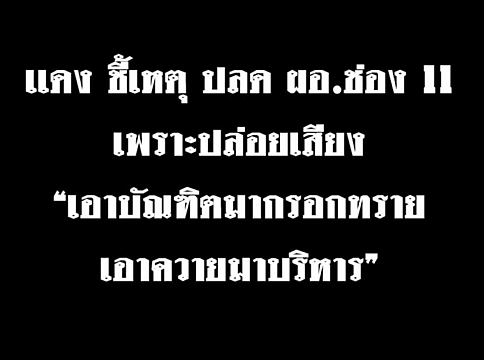 แดง ชี้เหตุ ปลด ผอ.ช่อง 11
เพราะปล่อยเสียง
“เอาบัณฑิตมากรอกทราย
เอาควายมาบริหาร”